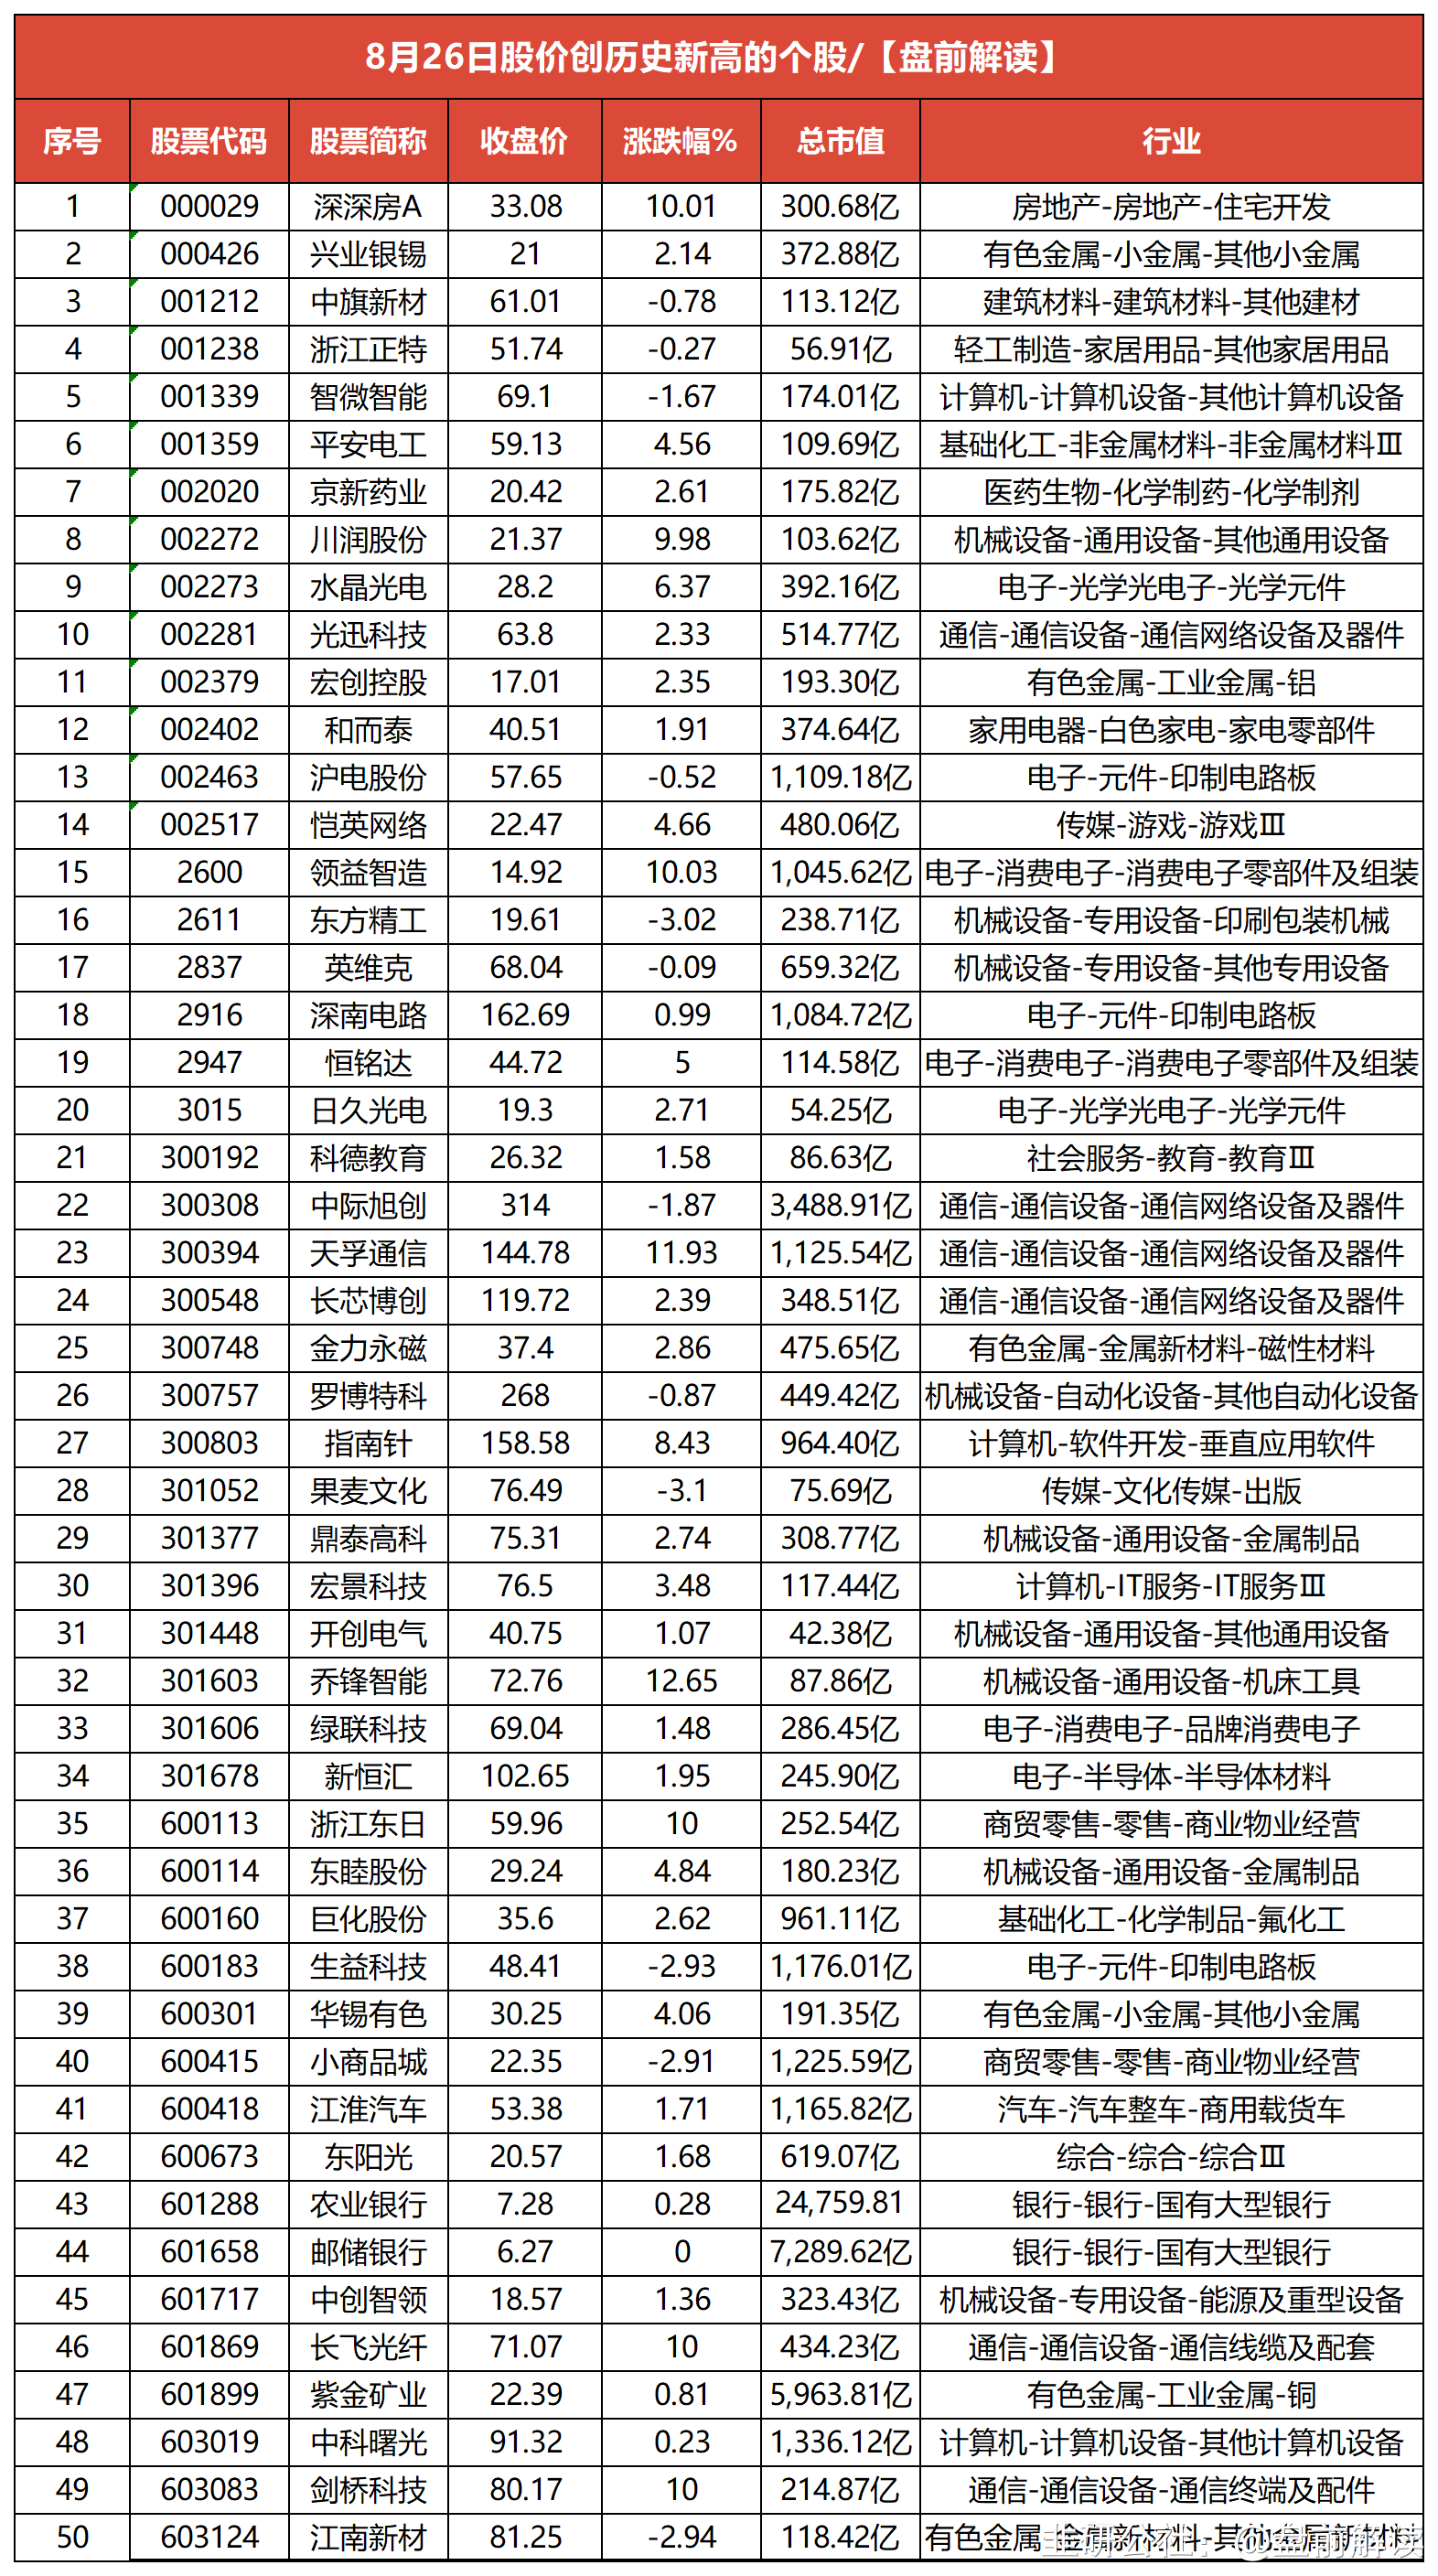 8月26日股价创历史新高的个股/【盘前解读】
序号 股票代码 股票简称 收盘价 涨跌幅% 总市值 行业
1 000029 深深房A 33.08 10.01 300.68亿 房地产-房地产-住宅开发
2 000426 兴业银锡 21 2.14 372.88亿 有色金属-小金属-其他小金属
3 001212 中旗新材 61.01 -0.78 113.12亿 建筑材料-建筑材料-其他建材
4 001238 浙江正特 51.74 -0.27 56.91亿 轻工制造-家居用品-其他家居用品
5 001339 智微智能 69.1 -1.67 174.01亿 计算机-计算机设备-其他计算机设备
6 001359 平安电工 59.13 4.56 109.69亿 基础化工-非金属材料-非金属材料Ⅲ
7 002020 京新药业 20.42 2.61 175.82亿 医药生物-化学制药-化学制剂
8 002272 川润股份 21.37 9.98 103.62亿 机械设备-通用设备-其他通用设备
9 002273 水晶光电 28.2 6.37 392.16亿 电子-光学光电子-光学元件
10 002281 光迅科技 63.8 2.33 514.77亿 通信-通信设备-通信网络设备及器件
11 002379 宏创控股 17.01 2.35 193.30亿 有色金属-工业金属-铝
12 002402 和而泰 40.51 1.91 374.64亿 家用电器-白色家电-家电零部件
13 002463 沪电股份 57.65 -0.52 1,109.18亿 电子-元件-印制电路板
14 002517 恺英网络 22.47 4.66 480.06亿 传媒-游戏-游戏Ⅲ
15 2600 领益智造 14.92 10.03 1,045.62亿 电子-消费电子-消费电子零部件及组装
16 2611 东方精工 19.61 -3.02 238.71亿 机械设备-专用设备-印刷包装机械
17 2837 英维克 68.04 -0.09 659.32亿 机械设备-专用设备-其他专用设备
18 2916 深南电路 162.69 0.99 1,084.72亿 电子-元件-印制电路板
19 2947 恒铭达 44.72 5 114.58亿 电子-消费电子-消费电子零部件及组装
20 3015 日久光电 19.3 2.71 54.25亿 电子-光学光电子-光学元件
21 300192 科德教育 26.32 1.58 86.63亿 社会服务-教育-教育Ⅲ
22 300308 中际旭创 314 -1.87 3,488.91亿 通信-通信设备-通信网络设备及器件
23 300394 天孚通信 144.78 11.93 1,125.54亿 通信-通信设备-通信网络设备及器件
24 300548 长芯博创 119.72 2.39 348.51亿 通信-通信设备-通信网络设备及器件
25 300748 金力永磁 37.4 2.86 475.65亿 有色金属-金属新材料-磁性材料
26 300757 罗博特科 268 -0.87 449.42亿 机械设备-自动化设备-其他自动化设备
27 300803 指南针 158.58 8.43 964.40亿 计算机-软件开发-垂直应用软件
28 301052 果麦文化 76.49 -3.1 75.69亿 传媒-文化传媒-出版
29 301377 鼎泰高科 75.31 2.74 308.77亿 机械设备-通用设备-金属制品
30 301396 宏景科技 76.5 3.48 117.44亿 计算机-IT服务-IT服务Ⅲ
31 301448 开创电气 40.75 1.07 42.38亿 机械设备-通用设备-其他通用设备
32 301603 乔锋智能 72.76 12.65 87.86亿 机械设备-通用设备-机床工具
33 301606 绿联科技 69.04 1.48 286.45亿 电子-消费电子-品牌消费电子
34 301678 新恒汇 102.65 1.95 245.90亿 电子-半导体-半导体材料
35 600113 浙江东日 59.96 10 252.54亿 商贸零售-零售-商业物业经营
36 600114 东睦股份 29.24 4.84 180.23亿 机械设备-通用设备-金属制品
37 600160 巨化股份 35.6 2.62 961.11亿 基础化工-化学制品-氟化工
38 600183 生益科技 48.41 -2.93 1,176.01亿 电子-元件-印制电路板
39 600301 华锡有色 30.25 4.06 191.35亿 有色金属-小金属-其他小金属
40 600415 小商品城 22.35 -2.91 1,225.59亿 商贸零售-零售-商业物业经营
41 600418 江淮汽车 53.38 1.71 1,165.82亿 汽车-汽车整车-商用载货车
42 600673 东阳光 20.57 1.68 619.07亿 综合-综合-综合Ⅲ
43 601288 农业银行 7.28 0.28 24,759.81 银行-银行-国有大型银行
44 601658 邮储银行 6.27 0 7,289.62亿 银行-银行-国有大型银行
45 601717 中创智领 18.57 1.36 323.43亿 机械设备-专用设备-能源及重型设备
46 601869 长飞光纤 71.07 10 434.23亿 通信-通信设备-通信线缆及配套
47 601899 紫金矿业 22.39 0.81 5,963.81亿 有色金属-工业金属-铜
48 603019 中科曙光 91.32 0.23 1,336.12亿 计算机-计算机设备-其他计算机设备
49 603083 剑桥科技 80.17 10 214.87亿 通信-通信设备-通信终端及配件
50 603124 江南新材 81.25 -2.94 118.42亿 有色金属-金属新材料-其他金属新材料
韭研公社：@盘前解读